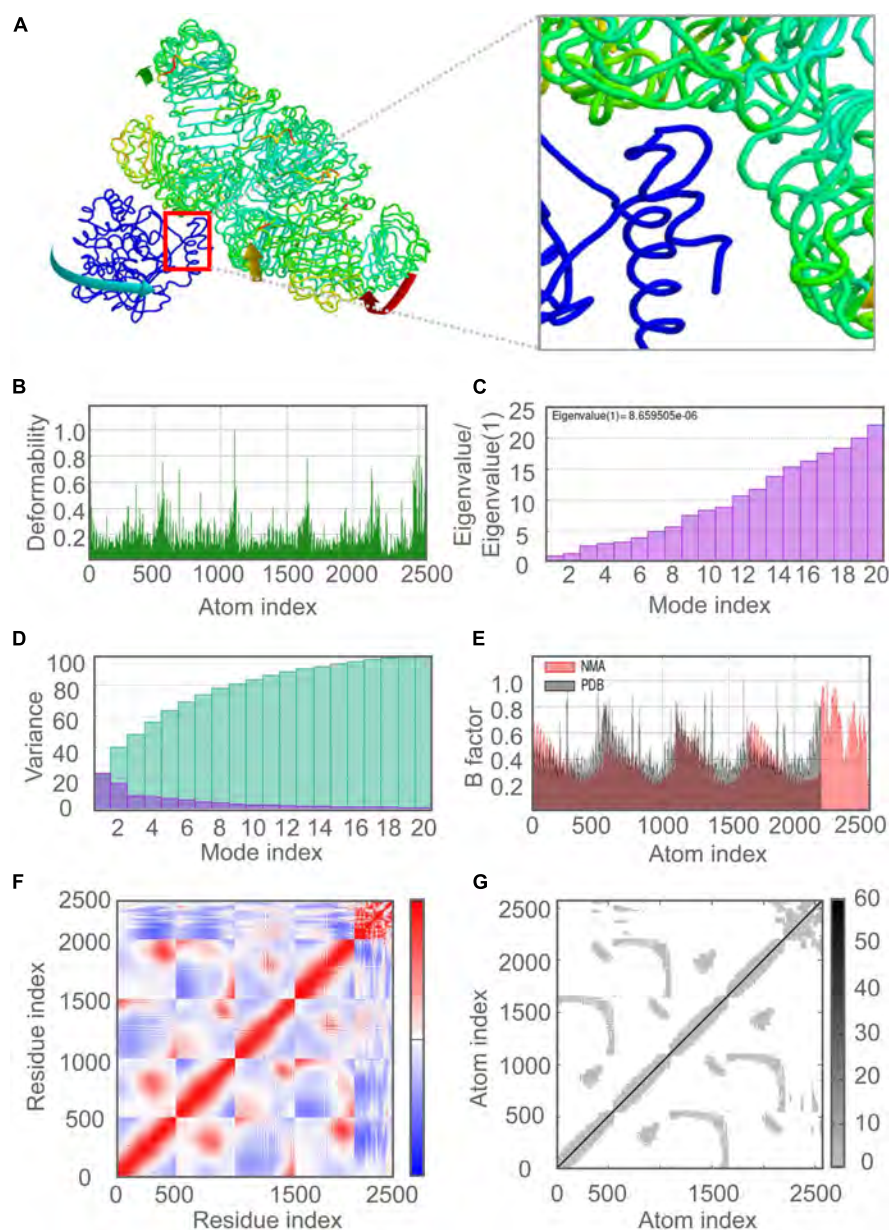 A
B
Deformability
1.0
0.8
0.6
0.4
0.2
0 500 1000 1500 2000 2500
Atom index
C
Eigenvalue/
Eigenvalue(1)
Eigenvalue(1)= 8.659505e-06
25
20
15
10
5
0
2 4 6 8 10 12 14 16 18 20
Mode index
D
Variance
100
80
60
40
20
0
2 4 6 8 10 12 14 16 18 20
Mode index
E
B factor
NMA
PDB
1.0
0.8
0.6
0.4
0.2
0 500 1000 1500 2000 2500
Atom index
F
Residue index
2500
2000
1500
1000
500
0
0 500 1500 2500
Residue index
G
Atom index
2500
2000
1500
1000
500
0
0 500 1500 2500
Atom index
60
50
40
30
20
10
0